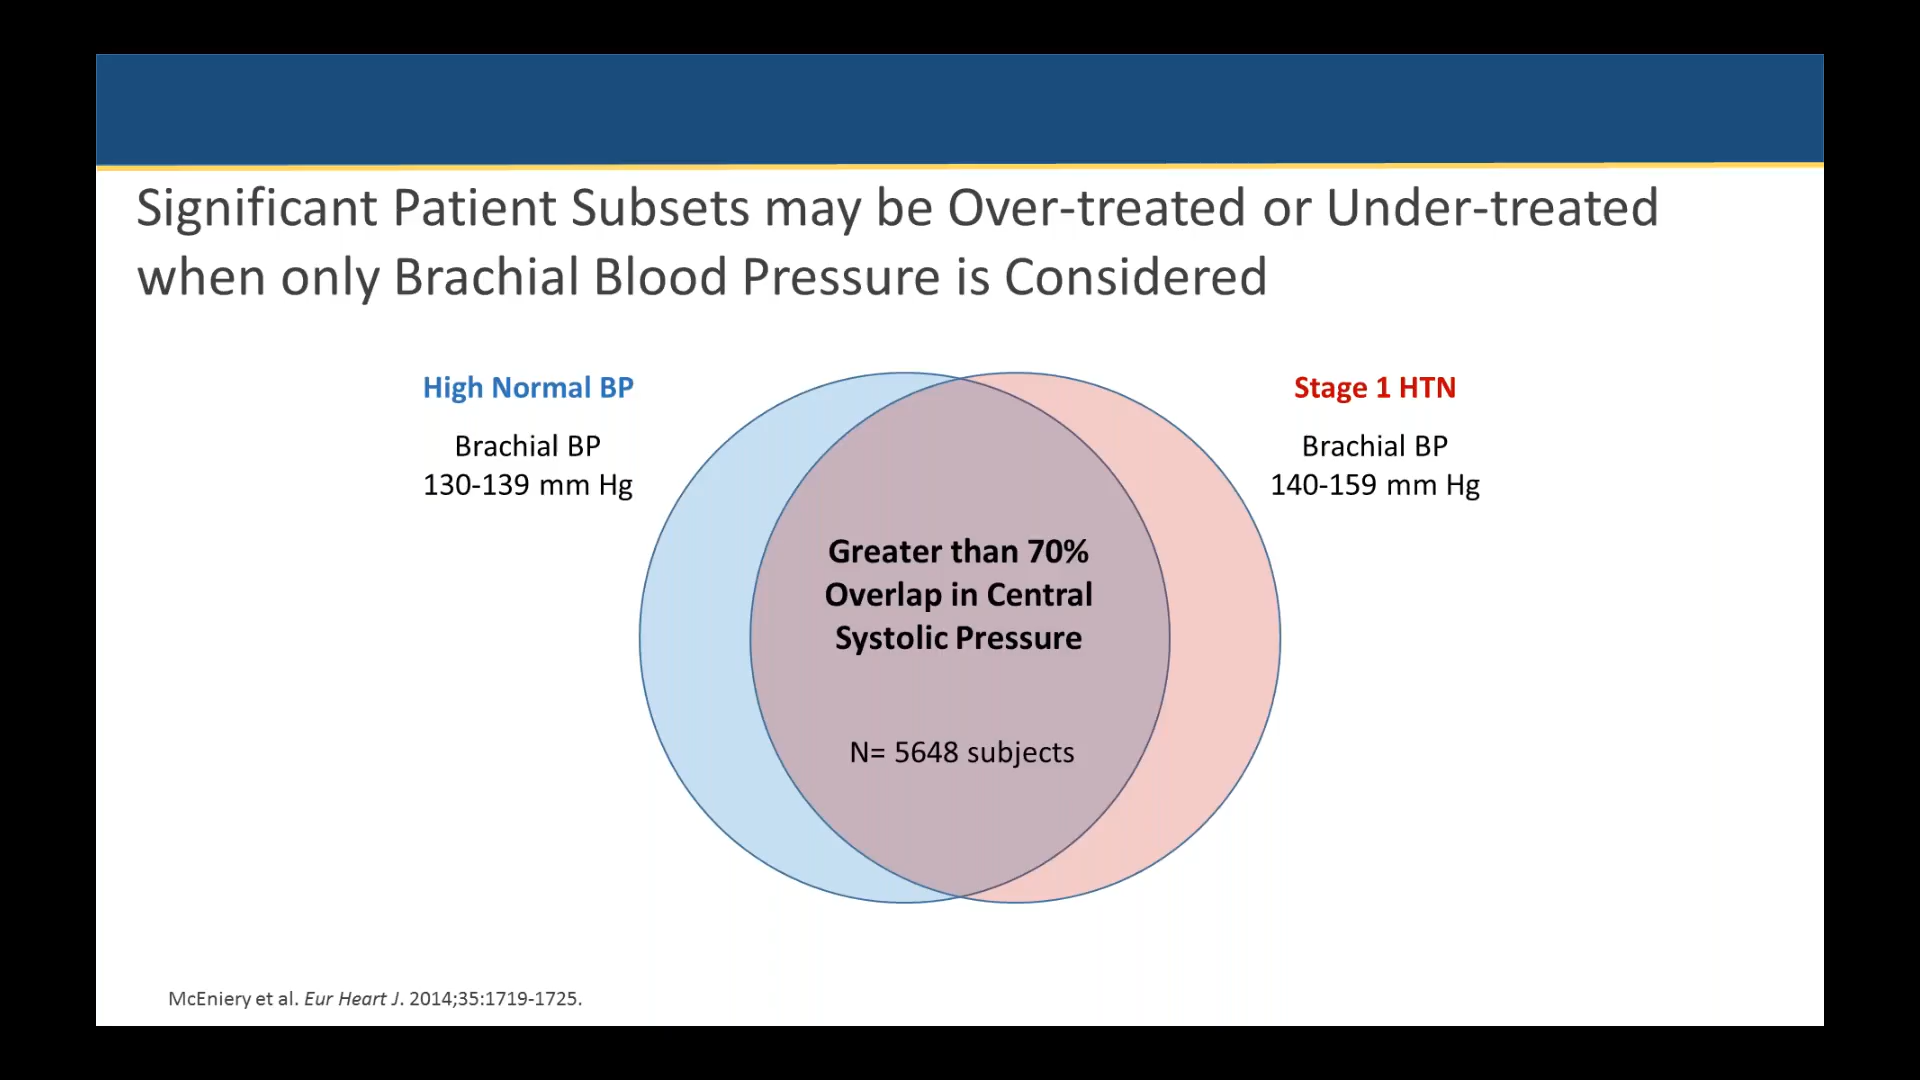 Significant Patient Subsets may be Over-treated or Under-treated
when only Brachial Blood Pressure is Considered
High Normal BP
Brachial BP
130-139 mm Hg
Stage 1 HTN
Brachial BP
140-159 mm Hg
Greater than 70%
Overlap in Central
Systolic Pressure
N= 5648 subjects
McEniery et al. Eur Heart J. 2014;35:1719-1725.